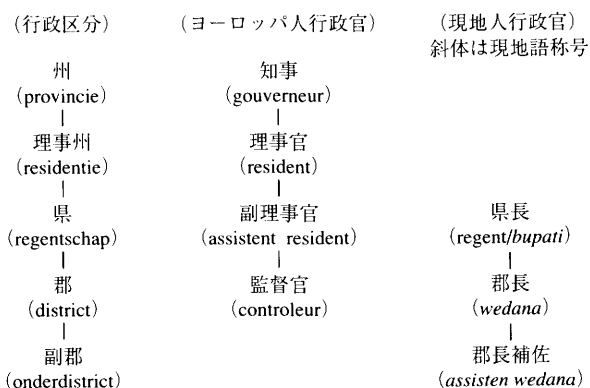 (行政区分) (ヨーロッパ人行政官) (現地人行政官)
斜体は現地語称号
州 知事
(provincie) (gouverneur)
理事州 理事官
(residentie) (resident)
県 副理事官 県長
(regentschap) (assistent resident) (regent/bupati)
郡 監督官 郡長
(district) (controleur) (wedana)
副郡 郡長補佐
(onderdistrict) (assisten wedana)